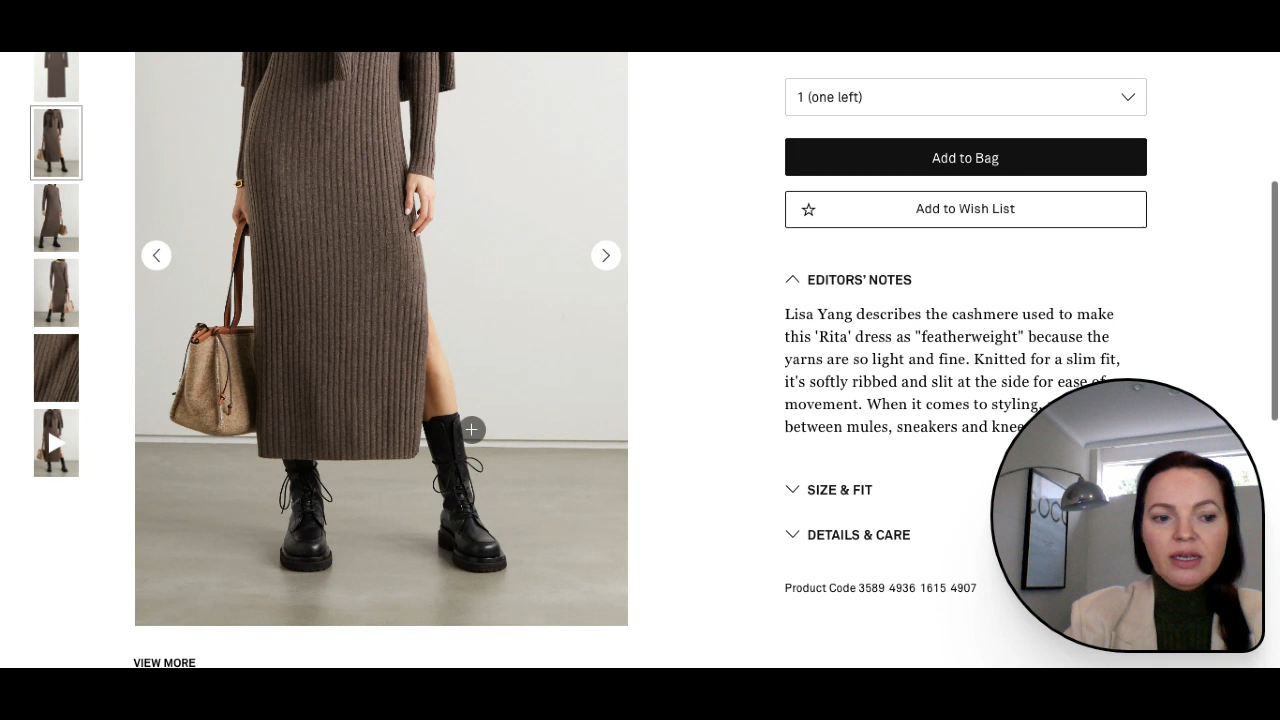 1 (one left)
Add to Bag
Add to Wish List
EDITORS' NOTES
Lisa Yang describes the cashmere used to make
this 'Rita' dress as "featherweight" because the
yarns are so light and fine. Knitted for a slim fit,
it's softly ribbed and slit at the side for ease of
movement. When it comes to styling,
between mules, sneakers and knee
SIZE & FIT
DETAILS & CARE
Product Code 3589 4936 1615 4907
VIEW MORE